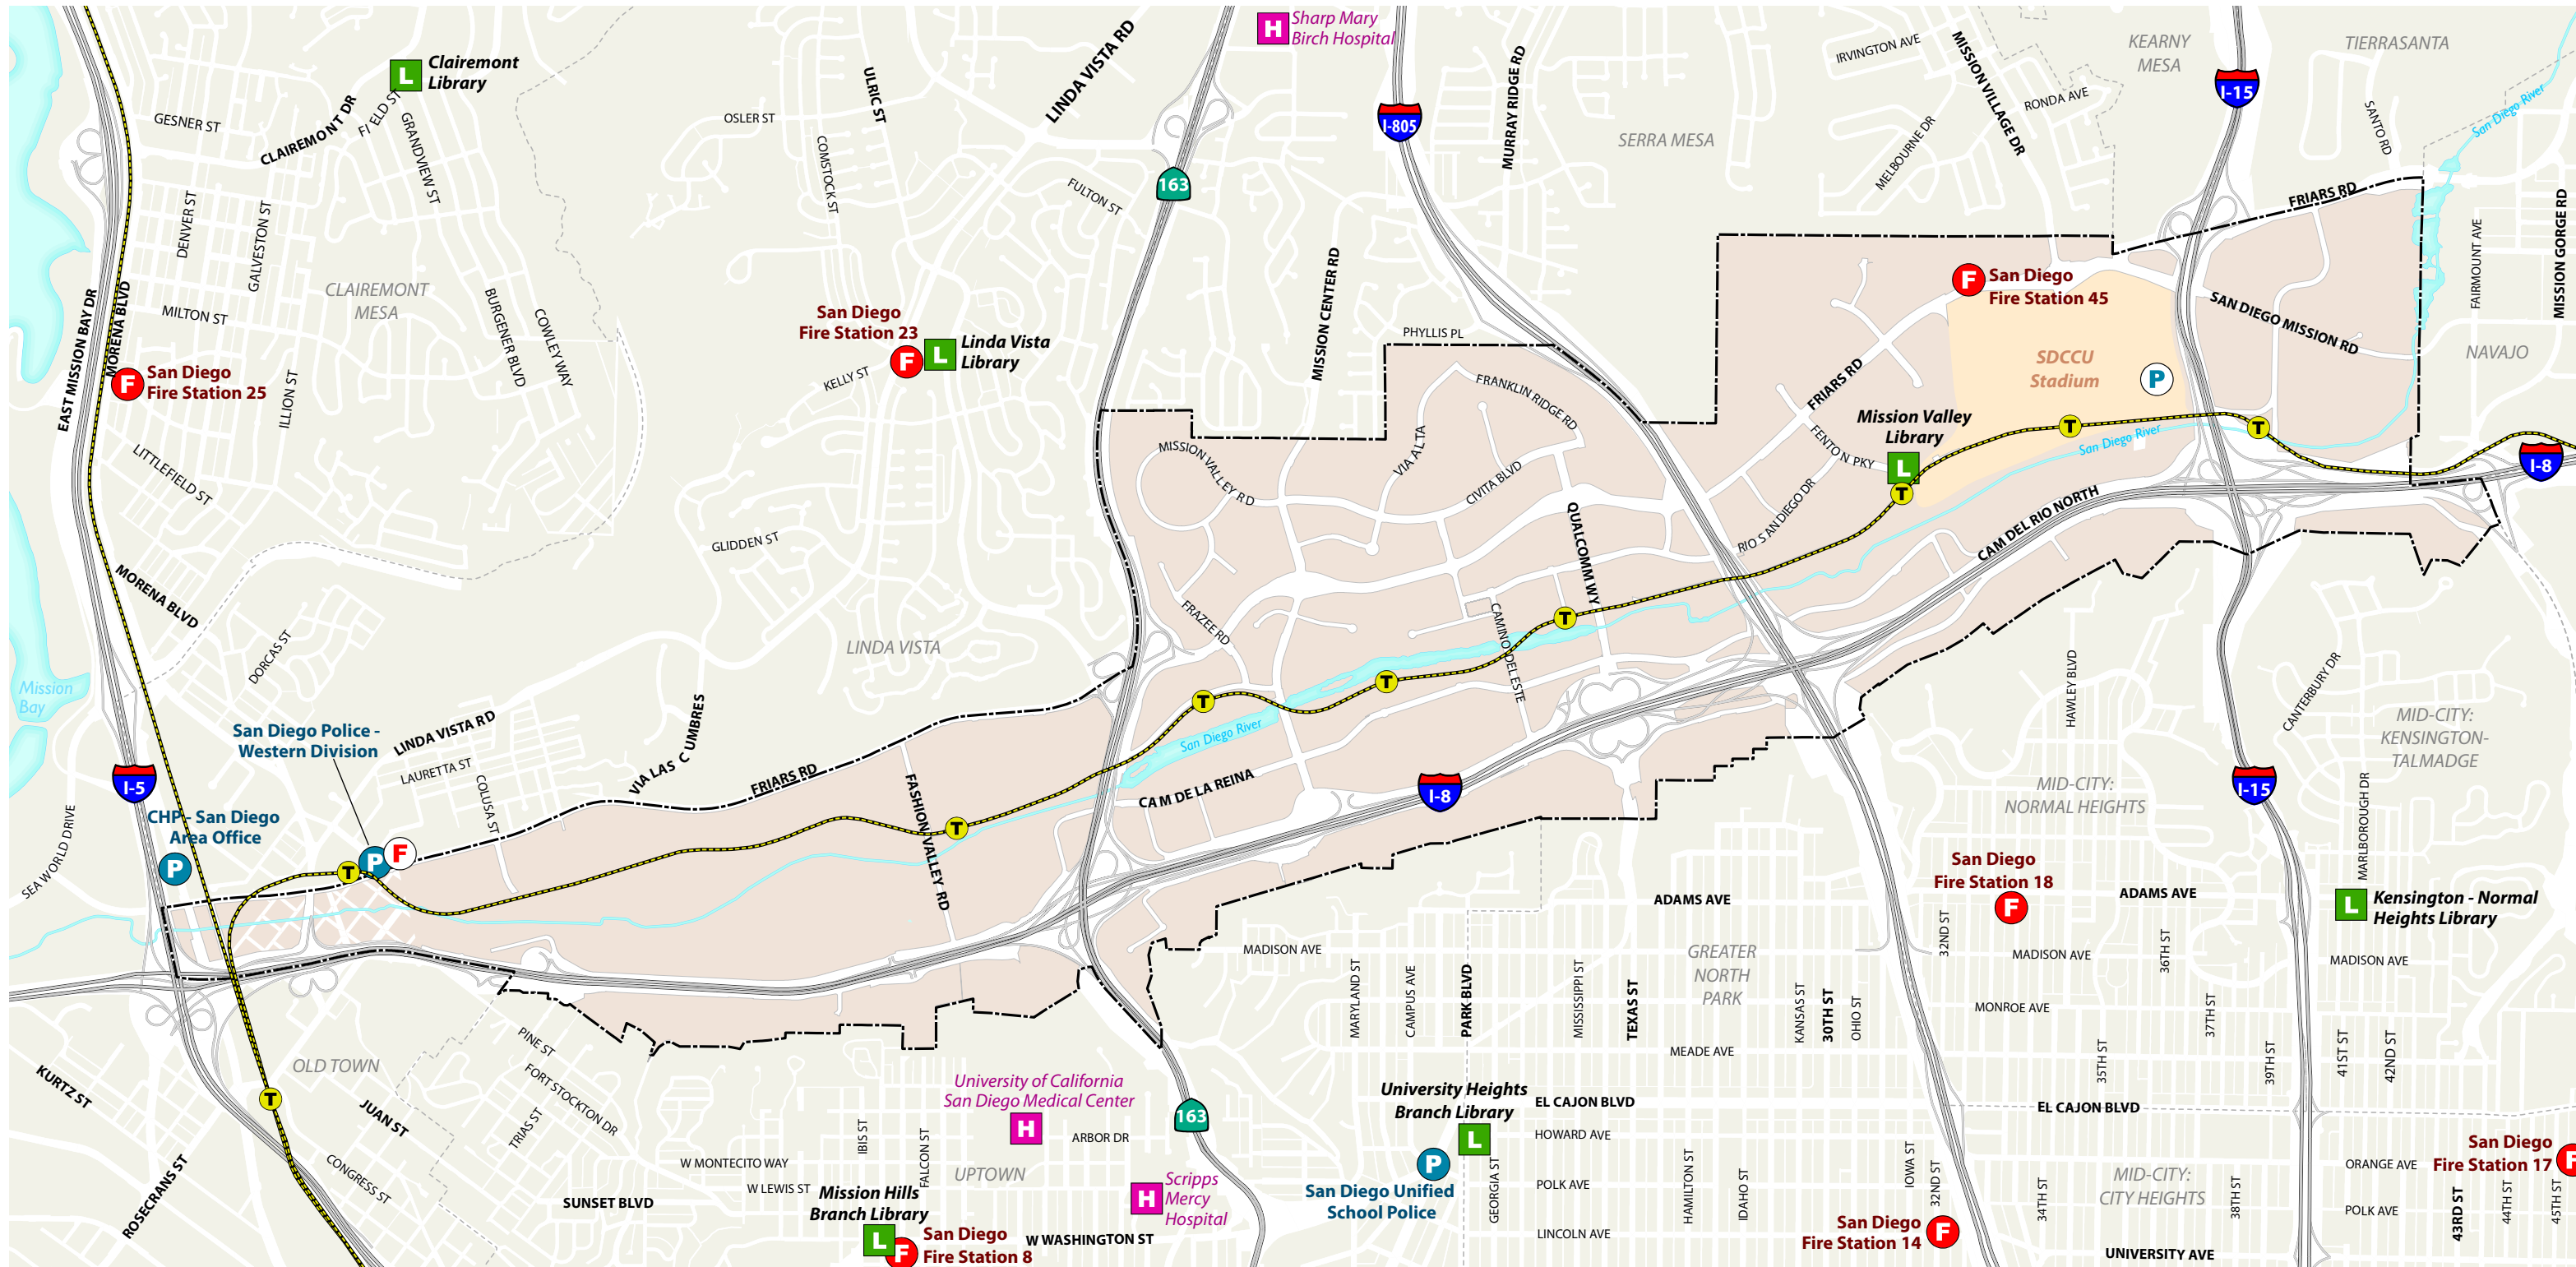 Sharp Mary
Birch Hospital
H
Clairemont
Library
L
LINDA VISTA RD
ULRIC ST
MURRAY RIDGE RD
IRVINGTON AVE
MISSION VILLAGE DR
KEARNY
MESA
TIERRASANTA
I-15
San Diego River
GESNER ST
CLAIREMONT DR
FIELD ST
GRANDVIEW ST
OSLER ST
COMSTOCK ST
I-805
SERRA MESA
RONDA AVE
MELBOURNE DR
SANTO RD
163
FULTON ST
DENVER ST
GALVESTON ST
FRIARS RD
FAIRMOUNT AVE
MISSION GORGE RD
EAST MISSION BAY DR
MORENA BLVD
CLAIREMONT
MESA
MILTON ST
BURGENER BLVD
COWLEY WAY
San Diego
Fire Station 23
F
L
Linda Vista
Library
KELLY ST
MISSION CENTER RD
PHYLLIS PL
F
San Diego
Fire Station 45
SAN DIEGO MISSION RD
SDCCU
Stadium
P
NAVAJO
F
San Diego
Fire Station 25
ILLION ST
LITTLEFIELD ST
FRANKLIN RIDGE RD
FRIARS RD
Mission Valley
Library
L
T
T
T
San Diego River
MISSION VALLEY RD
VIA ALTA
CIVITA BLVD
FENTON PKY
RIO SAN DIEGO DR
I-8
CAM DEL RIO NORTH
QUALCOMM WY
GLIDDEN ST
MORENA BLVD
DORCAS ST
FRAZEE RD
CAMINO DEL ESTE
T
LINDA VISTA
Mission
Bay
HAWLEY BLVD
CANTERBURY DR
MID-CITY:
KENSINGTON-
TALMADGE
T
T
San Diego River
San Diego Police -
Western Division
LINDA VISTA RD
LAURETTA ST
COLUSA ST
VIA LAS CUMBRES
FRIARS RD
FASHION VALLEY RD
CAM DE LA REINA
I-8
I-5
I-15
MID-CITY:
NORMAL HEIGHTS
MARLBOROUGH DR
CHP - San Diego
Area Office
P
SEA WORLD DRIVE
T
P
F
T
San Diego
Fire Station 18
F
ADAMS AVE
ADAMS AVE
L
Kensington - Normal
Heights Library
MADISON AVE
GREATER
NORTH
PARK
32ND ST
MADISON AVE
36TH ST
MADISON AVE
MARYLAND ST
CAMPUS AVE
PARK BLVD
MISSISSIPPI ST
TEXAS ST
KANSAS ST
30TH ST
OHIO ST
MONROE AVE
37TH ST
MEADE AVE
35TH ST
39TH ST
41ST ST
42ND ST
PINE ST
OLD TOWN
FORT STOCKTON DR
KURTZ ST
T
JUAN ST
TRIAS ST
University of California
San Diego Medical Center
H
ARBOR DR
163
University Heights
Branch Library
L
P
San Diego Unified
School Police
EL CAJON BLVD
HOWARD AVE
EL CAJON BLVD
IBIS ST
FALCON ST
W MONTECITO WAY
W LEWIS ST
UPTOWN
CONGRESS ST
ROSECRANS ST
SUNSET BLVD
Mission Hills
Branch Library
L
F
San Diego
Fire Station 8
H
Scripps
Mercy
Hospital
W WASHINGTON ST
GEORGIA ST
POLK AVE
LINCOLN AVE
HAMILTON ST
IDAHO ST
IOWA ST
32ND ST
San Diego
Fire Station 14
F
34TH ST
MID-CITY:
CITY HEIGHTS
38TH ST
UNIVERSITY AVE
San Diego
Fire Station 17
F
ORANGE AVE
POLK AVE
43RD ST
44TH ST
45TH ST